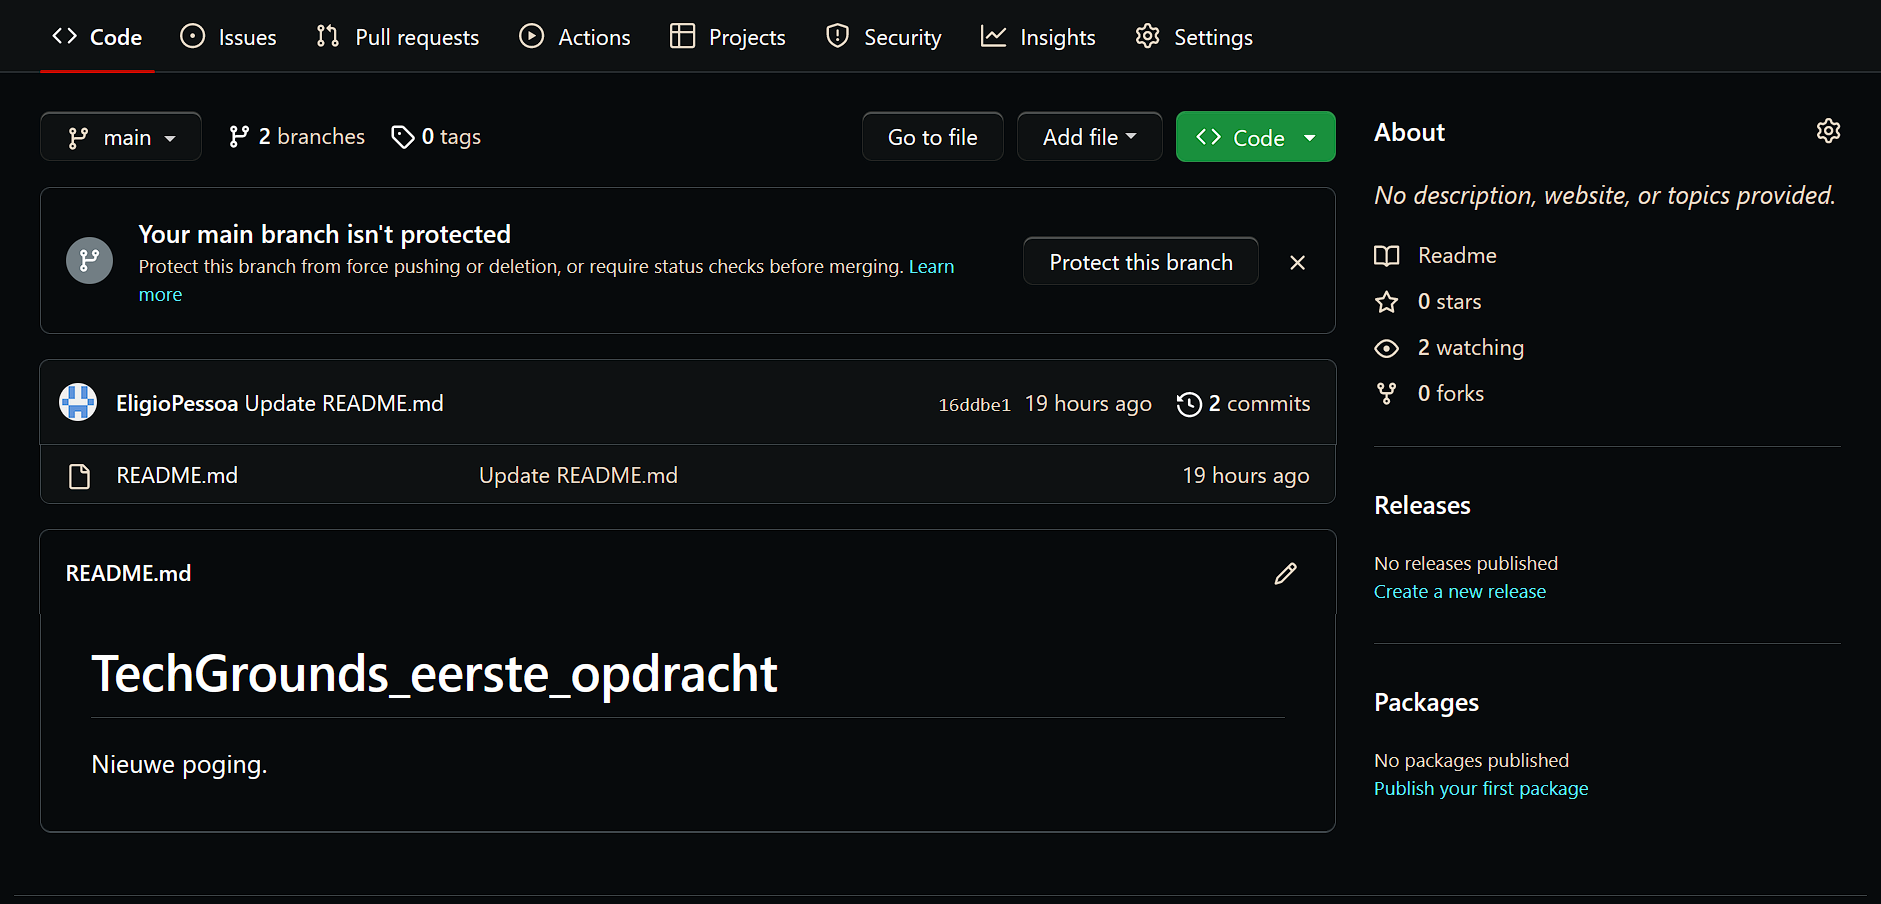 Code Issues Pull requests Actions Projects Security Insights Settings
main 2 branches 0 tags Go to file Add file Code
Your main branch isn't protected
Protect this branch from force pushing or deletion, or require status checks before merging. Learn
more
Protect this branch
EligioPessoa Update README.md 16ddbe1 19 hours ago 2 commits
README.md Update README.md 19 hours ago
README.md
TechGrounds_eerste_opdracht
Nieuwe poging.
About
No description, website, or topics provided.
Readme
0 stars
2 watching
0 forks
Releases
No releases published
Create a new release
Packages
No packages published
Publish your first package